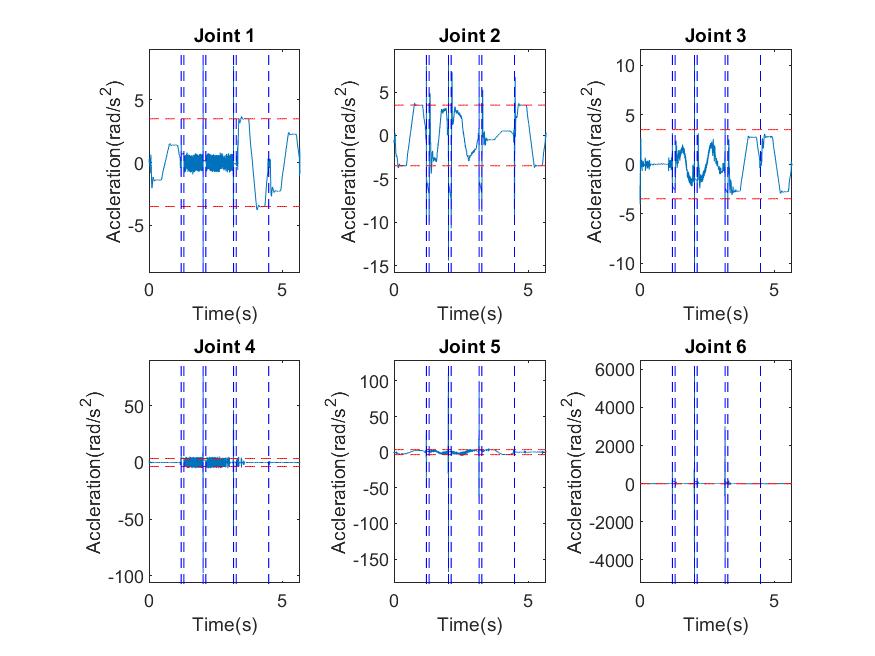 Joint 1
Accleration(rad/s²)
5
0
-5
0
5
Time(s)
Joint 2
Accleration(rad/s²)
5
0
-5
-10
-15
0
5
Time(s)
Joint 3
Accleration(rad/s²)
10
5
0
-5
-10
0
5
Time(s)
Joint 4
Accleration(rad/s²)
50
0
-50
-100
0
5
Time(s)
Joint 5
Accleration(rad/s²)
100
50
0
-50
-100
-150
0
5
Time(s)
Joint 6
Accleration(rad/s²)
6000
4000
2000
0
-2000
-4000
0
5
Time(s)